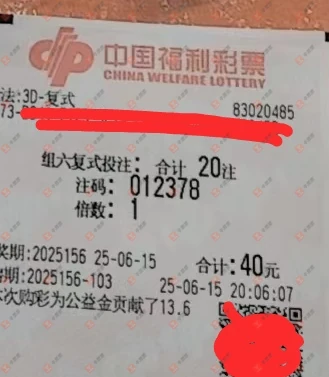 中国福利彩票
CHINA WELFARE LOTTERY
法:3D-复式
83020485
73-
组六复式投注: 合计 20注
注码: 012378
倍数: 1
奖期:2025156 25-06-15 合计:40元
期:2025156-103 25-06-15 20:06:07
本次购彩为公益金贡献了13.6